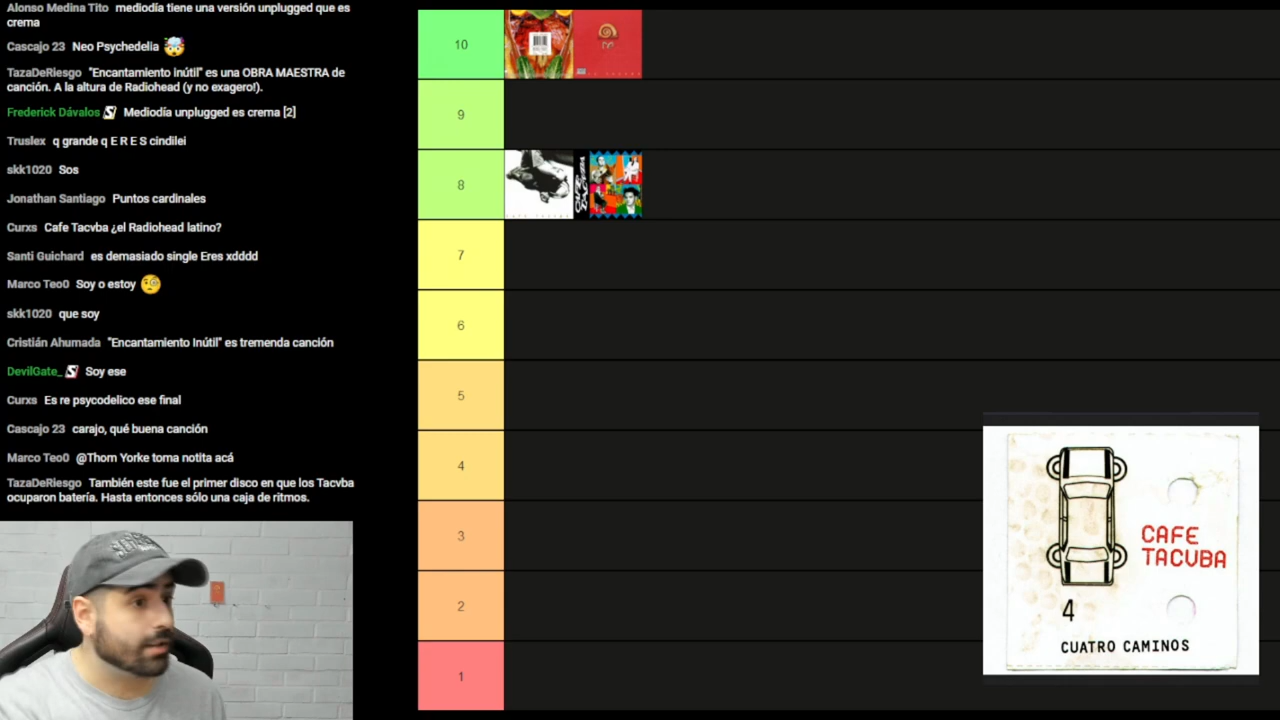 Alonso Medina Tito mediodía tiene una versión unplugged que es
crema
Cascajo 23 Neo Psychedelia
TazaDeRiesgo "Encantamiento inútil" es una OBRA MAESTRA de
canción. A la altura de Radiohead (y no exagero!).
Frederick Dávalos Mediodía unplugged es crema [2]
Truslex q grande q E R E S cindilei
skk1020 Sos
Jonathan Santiago Puntos cardinales
Curxs Cafe Tacvba ¿el Radiohead latino?
Santi Guichard es demasiado single Eres xdddd
Marco Teo0 Soy o estoy
skk1020 que soy
Cristián Ahumada "Encantamiento Inútil" es tremenda canción
DevilGate_ Soy ese
Curxs Es re psycodelico ese final
Cascajo 23 carajo, qué buena canción
Marco Teo0 @Thom Yorke toma notita acá
TazaDeRiesgo También este fue el primer disco en que los Tacvba
ocuparon batería. Hasta entonces sólo una caja de ritmos.
10
9
8
7
6
5
4
3
2
1
CAFE
TACVBA
4
CUATRO CAMINOS